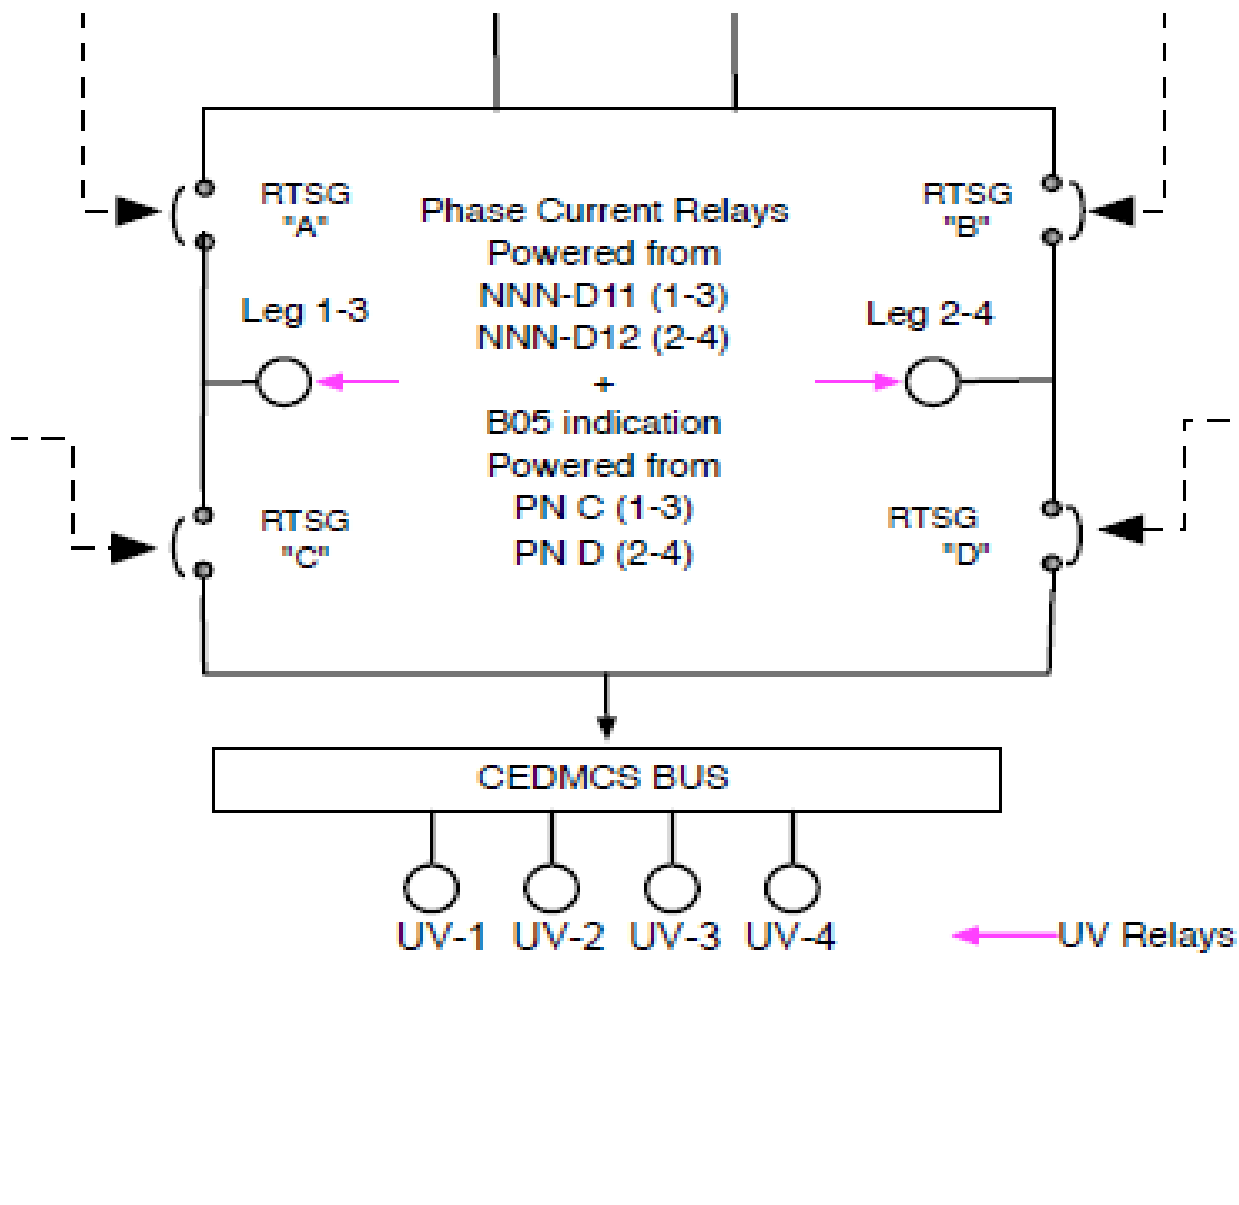 RTSG
"A"
Phase Current Relays
Powered from
NNN-D11 (1-3)
NNN-D12 (2-4)
+
B05 indication
Powered from
PN C (1-3)
PN D (2-4)
RTSG
"B"
Leg 1-3
Leg 2-4
RTSG
"C"
RTSG
"D"
CEDMCS BUS
UV-1 UV-2 UV-3 UV-4
UV Relays